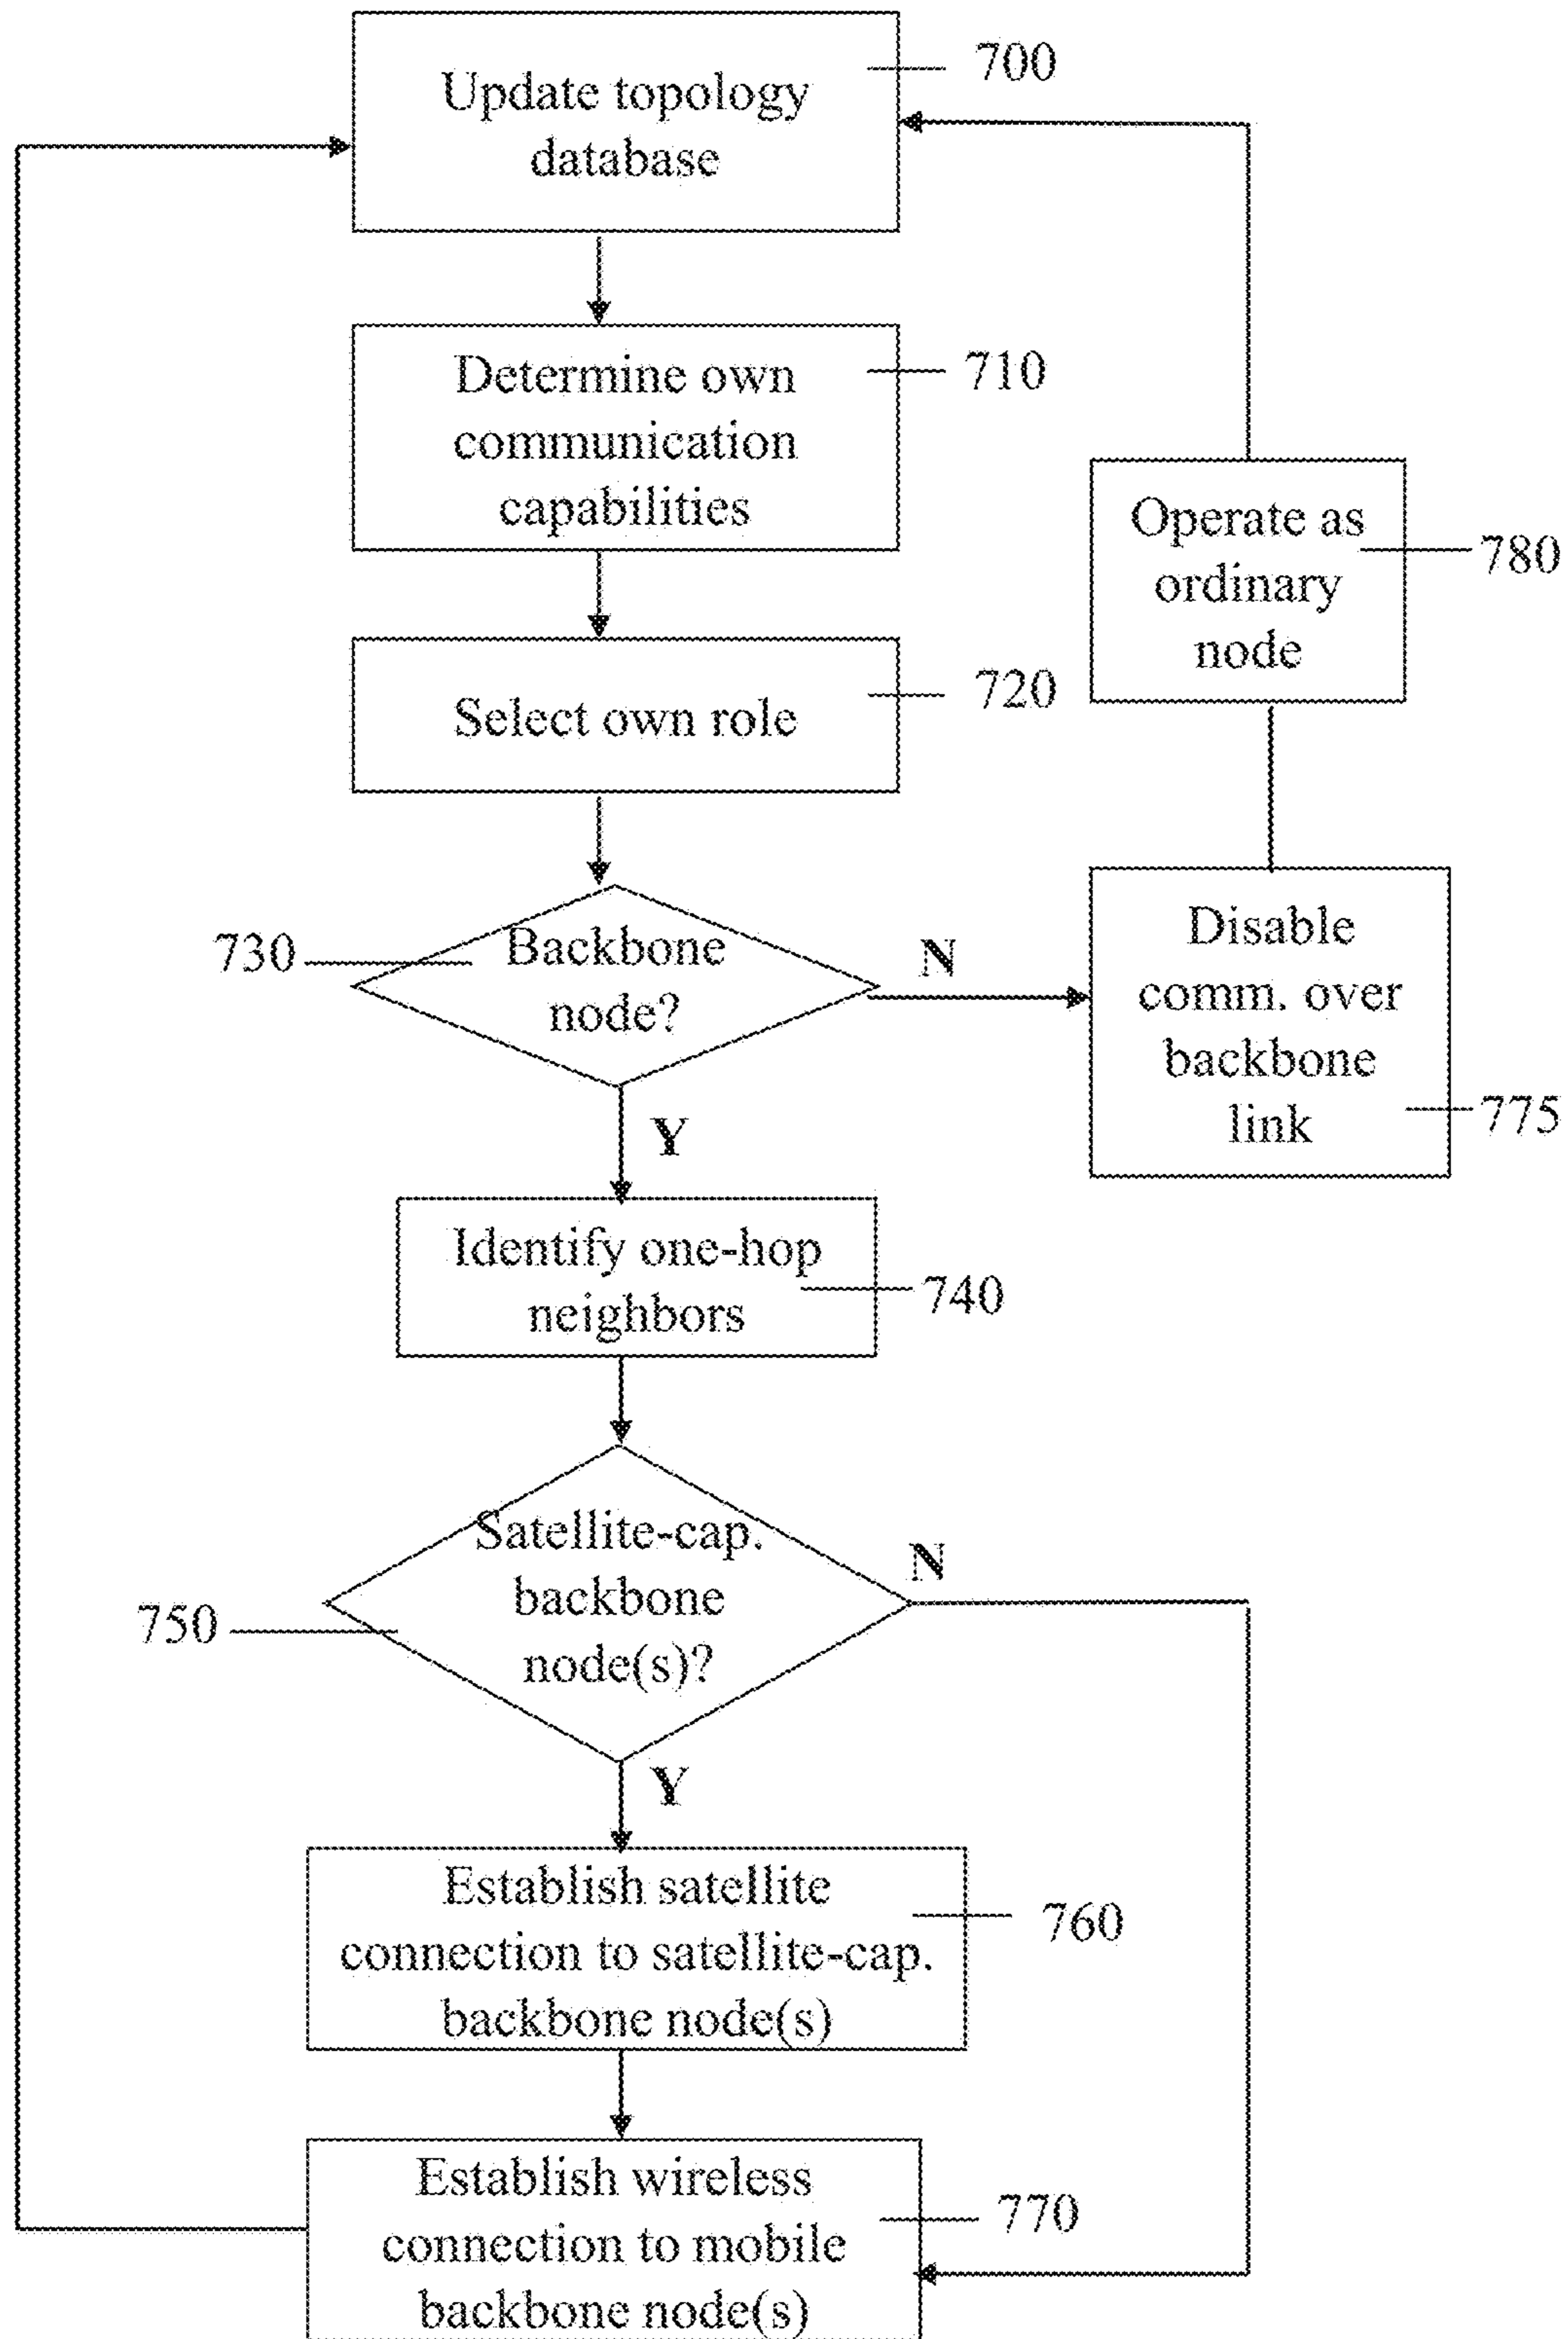 Update topology
database
700
Determine own
communication
capabilities
710
Operate as
ordinary
node
780
Select own role
720
Backbone
node?
730
N
Disable
comm. over
backbone
link
775
Y
Identify one-hop
neighbors
740
Satellite-cap.
backbone
node(s)?
750
N
Y
Establish satellite
connection to satellite-cap.
backbone node(s)
760
Establish wireless
connection to mobile
backbone node(s)
770